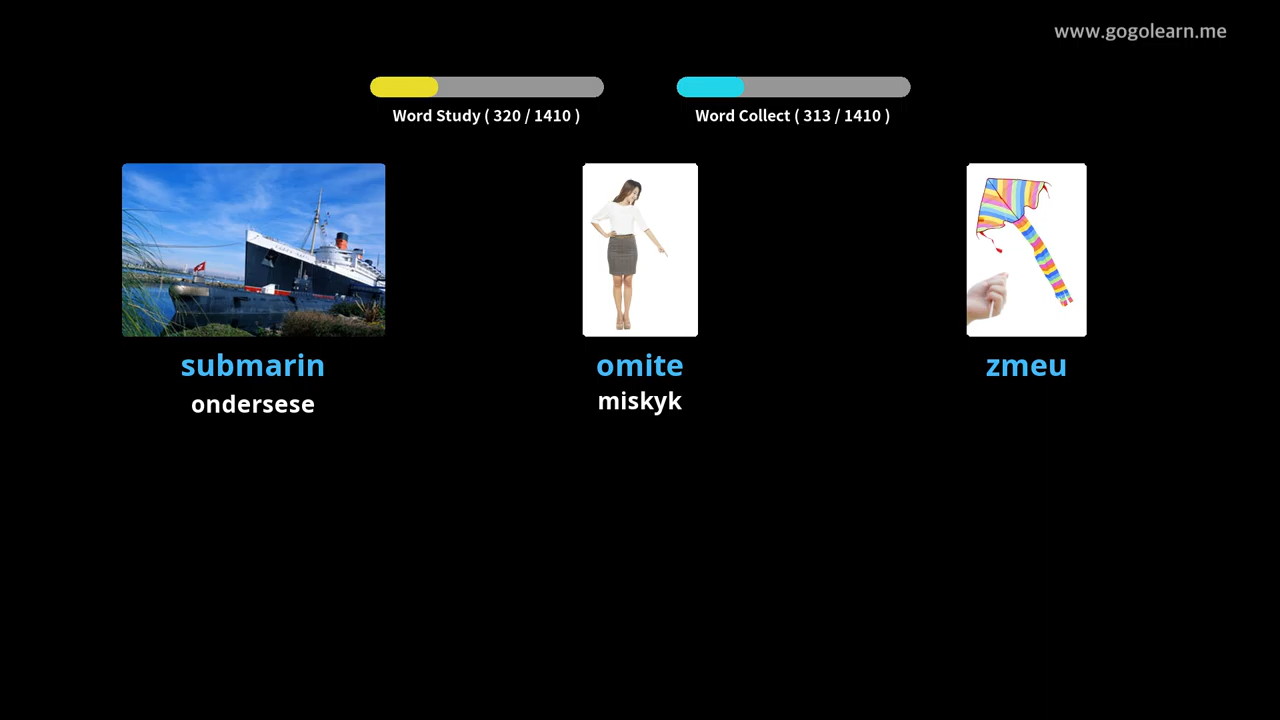 www.gogolearn.me
Word Study ( 320 / 1410 )
Word Collect ( 313 / 1410 )
submarin
ondersese
omite
miskyk
zmeu